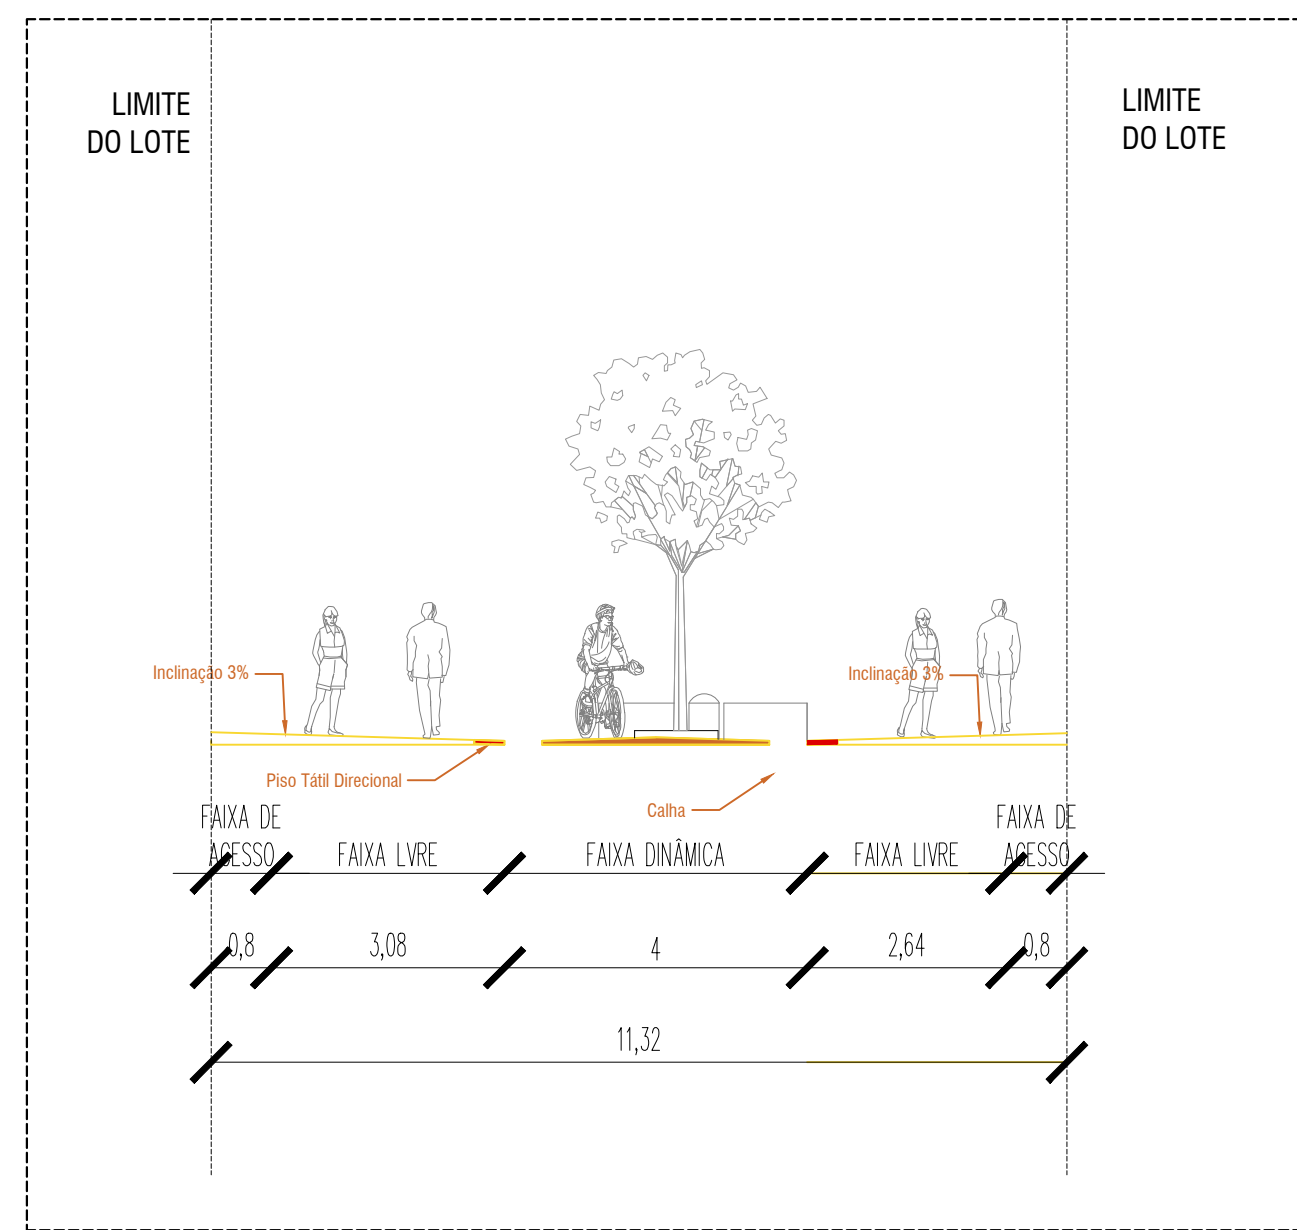 LIMITE
DO LOTE
LIMITE
DO LOTE
Inclinação 3%
Inclinação 3%
Piso Tátil Direcional
Calha
FAIXA DE
ACESSO
FAIXA LVRE
FAIXA DINÂMICA
FAIXA LIVRE
FAIXA DE
ACESSO
0,8
3,08
4
2,64
0,8
11,32